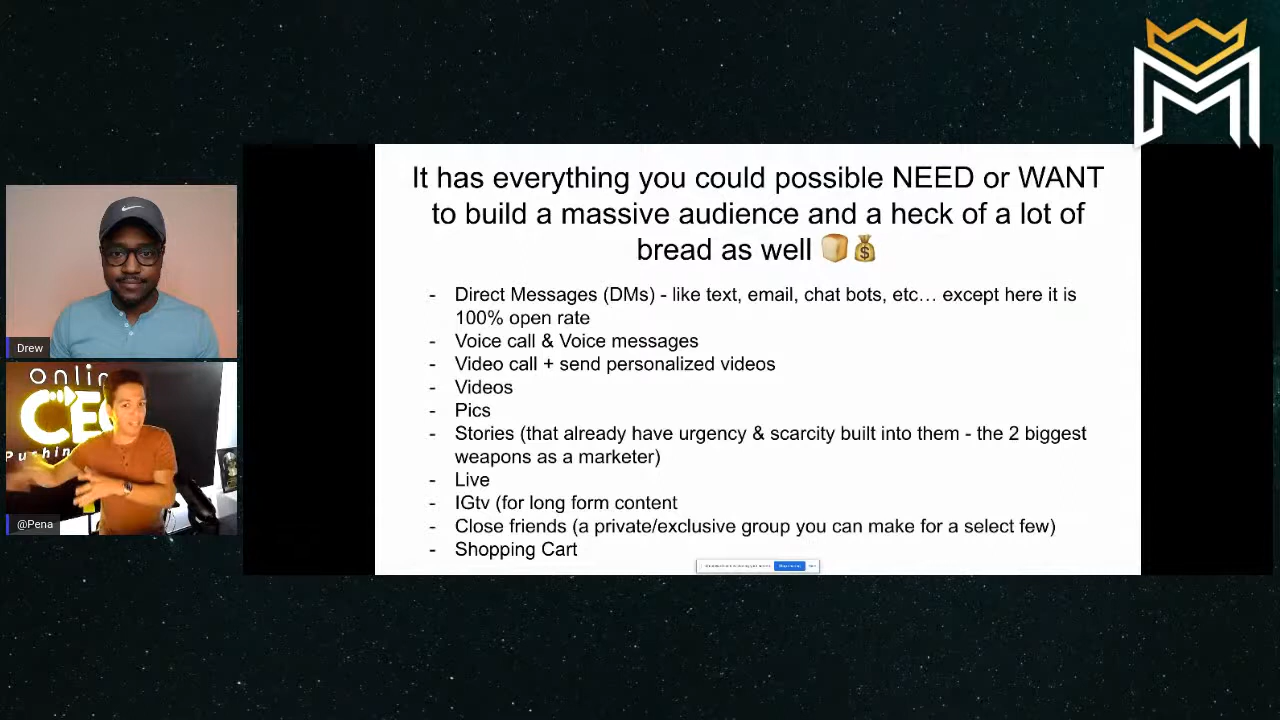 It has everything you could possible NEED or WANT
to build a massive audience and a heck of a lot of
bread as well 🍞💰
- Direct Messages (DMs) - like text, email, chat bots, etc… except here it is
100% open rate
- Voice call & Voice messages
- Video call + send personalized videos
- Videos
- Pics
- Stories (that already have urgency & scarcity built into them - the 2 biggest
weapons as a marketer)
- Live
- IGtv (for long form content
- Close friends (a private/exclusive group you can make for a select few)
- Shopping Cart
Drew
onlin
CE
Pushin
@Pena
M